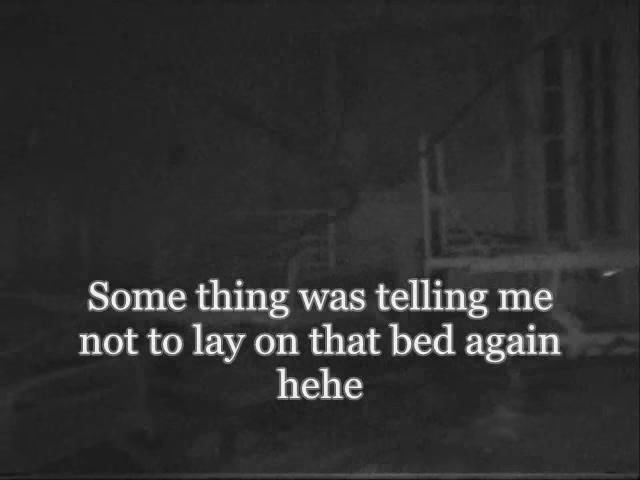 Some thing was telling me
not to lay on that bed again
hehe